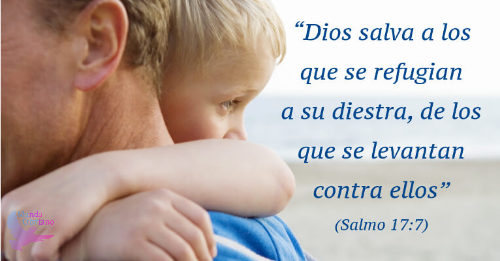 “Dios salva a los
que se refugian
a su diestra, de los
que se levantan
contra ellos”
(Salmo 17:7)